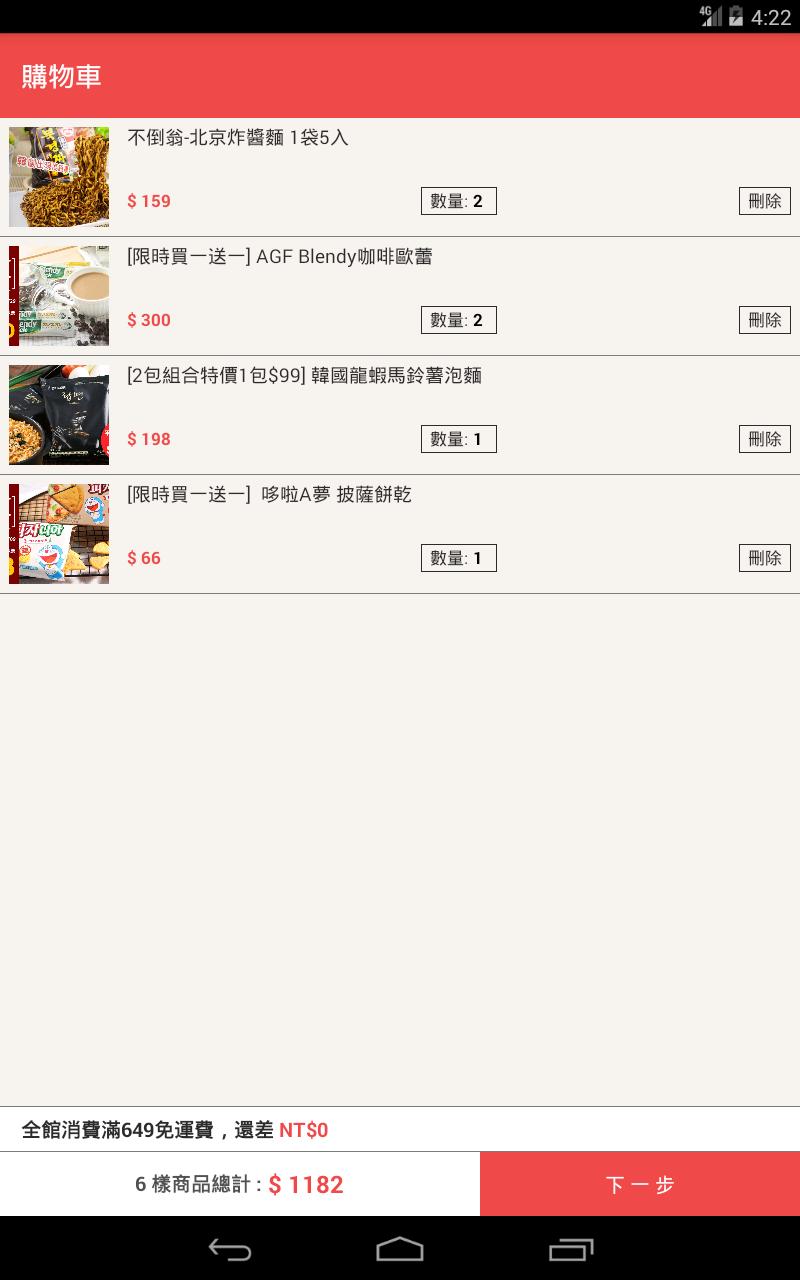 4G 4:22
購物車
不倒翁-北京炸醬麵 1袋5入
$ 159
數量: 2
刪除
[限時買一送一] AGF Blendy咖啡歐蕾
$ 300
數量: 2
刪除
[2包組合特價1包$99] 韓國龍蝦馬鈴薯泡麵
$ 198
數量: 1
刪除
[限時買一送一]  哆啦A夢 披薩餅乾
$ 66
數量: 1
刪除
全館消費滿649免運費，還差 NT$0
6 樣商品總計 : $ 1182
下 一 步